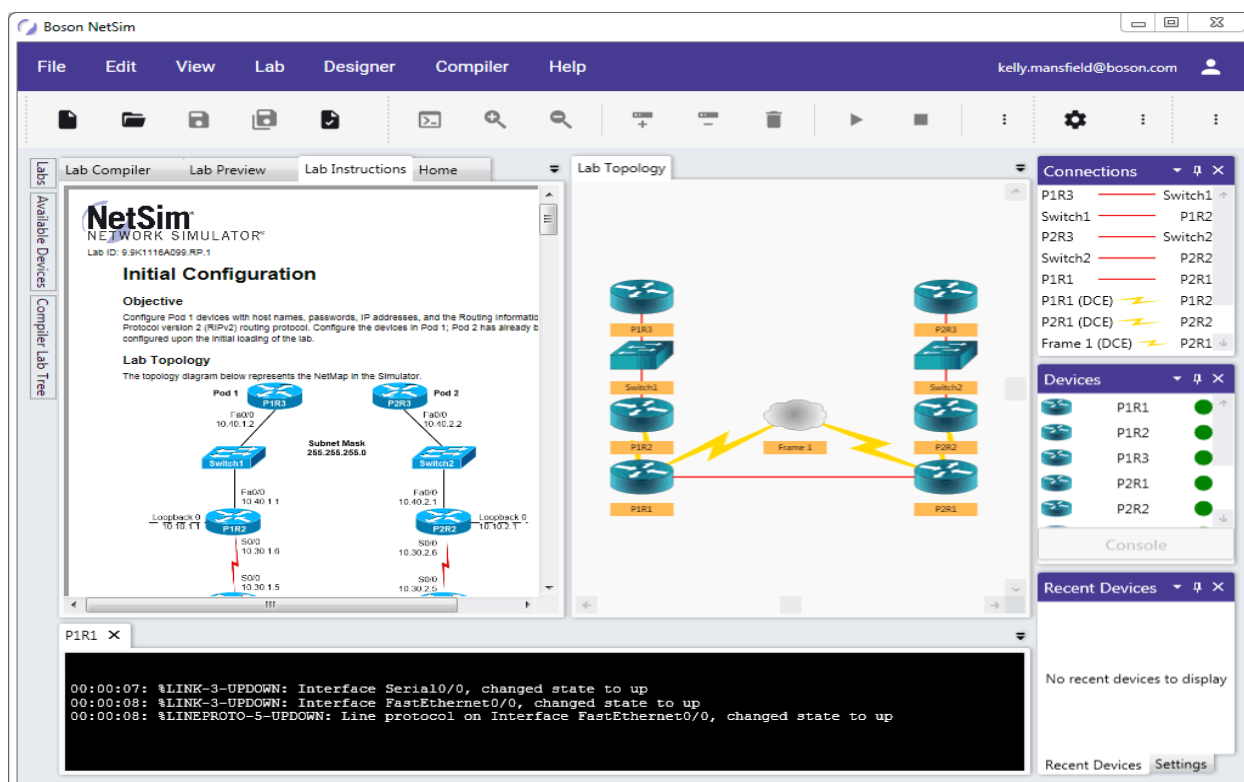 Boson NetSim
File Edit View Lab Designer Compiler Help
kelly.mansfield@boson.com
Labs
Available Devices
Compiler Lab Tree
Lab Compiler Lab Preview Lab Instructions Home
NetSim
NETWORK SIMULATOR®
Lab ID: 9.9K1116A099.RP.1
Initial Configuration
Objective
Configure Pod 1 devices with host names, passwords, IP addresses, and the Routing Informatio
Protocol version 2 (RIPv2) routing protocol. Configure the devices in Pod 1; Pod 2 has already b
configured upon the initial loading of the lab.
Lab Topology
The topology diagram below represents the NetMap in the Simulator.
Pod 1 P1R3 P2R3 Pod 2
Fa0/0 Fa0/0
10.40.1.2 10.40.2.2
Subnet Mask
255.255.255.0
Switch1 Switch2
Fa0/0 Fa0/0
10.40.1.1 10.40.2.1
Loopback 0 Loopback 0
10.10.1.1 10.10.2.1
P1R2 P2R2
S0/0 S0/0
10.30.1.6 10.30.2.6
S0/0 S0/0
10.30.1.5 10.30.2.5
Lab Topology
P1R3 P2R3
Switch1 Switch2
P1R2 Frame 1 P2R2
P1R1 P2R1
Connections
P1R3 Switch1
Switch1 P1R2
P2R3 Switch2
Switch2 P2R2
P1R1 P2R1
P1R1 (DCE) P1R2
P2R1 (DCE) P2R2
Frame 1 (DCE) P2R1
Devices
P1R1
P1R2
P1R3
P2R1
P2R2
Console
Recent Devices
No recent devices to display
Recent Devices Settings
P1R1
00:00:07: %LINK-3-UPDOWN: Interface Serial0/0, changed state to up
00:00:08: %LINK-3-UPDOWN: Interface FastEthernet0/0, changed state to up
00:00:08: %LINEPROTO-5-UPDOWN: Line protocol on Interface FastEthernet0/0, changed state to up